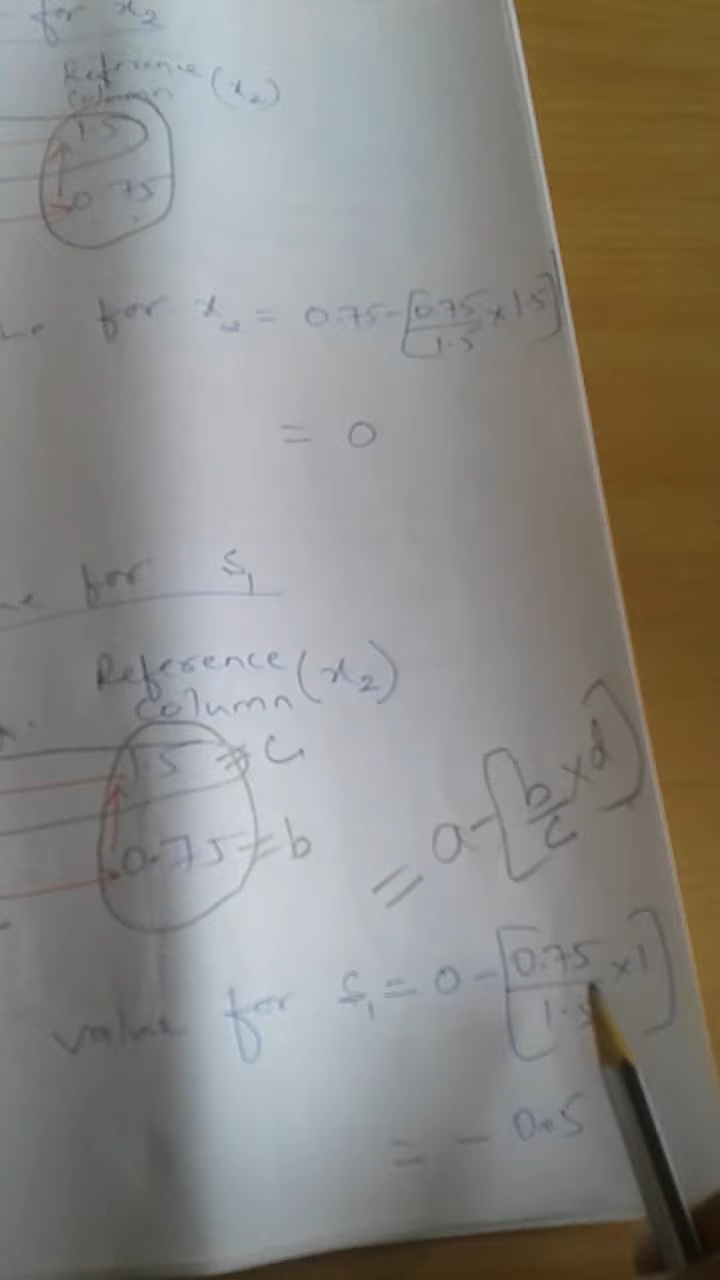 for x₂
Reference (x₂)
column
1.5
0.75
for x₂ = 0.75 - [0.75/1.5 × 1.5]
= 0
for S₁
Reference (x₂)
column
1.5 = c
0.75 = b
= a - [b/c × d]
value for S₁ = 0 - [0.75/1.5 × 1]
= - 0.5